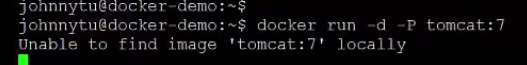 johnnytu@docker-demo:~$
johnnytu@docker-demo:~$ docker run -d -P tomcat:7
Unable to find image 'tomcat:7' locally